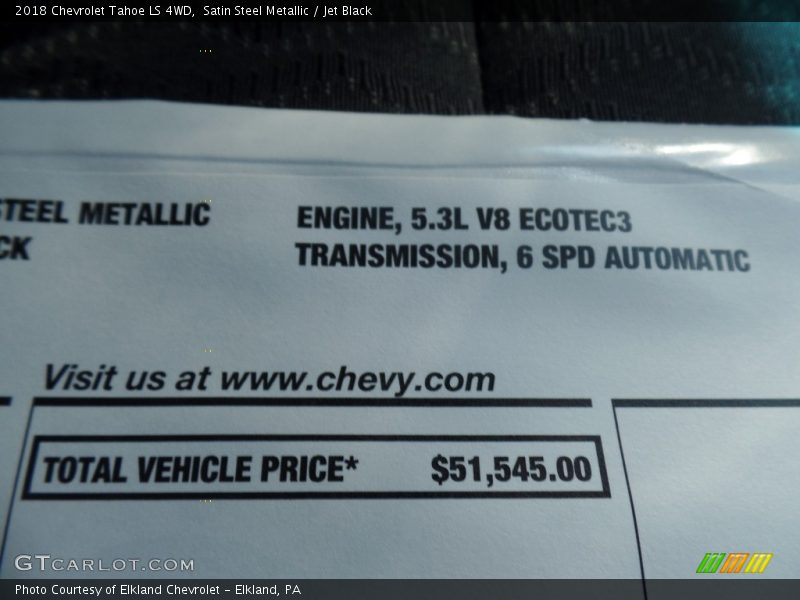 2018 Chevrolet Tahoe LS 4WD, Satin Steel Metallic / Jet Black
STEEL METALLIC
ENGINE, 5.3L V8 ECOTEC3
CK
TRANSMISSION, 6 SPD AUTOMATIC
Visit us at www.chevy.com
TOTAL VEHICLE PRICE* $51,545.00
GTCARLOT.COM
Photo Courtesy of Elkland Chevrolet - Elkland, PA